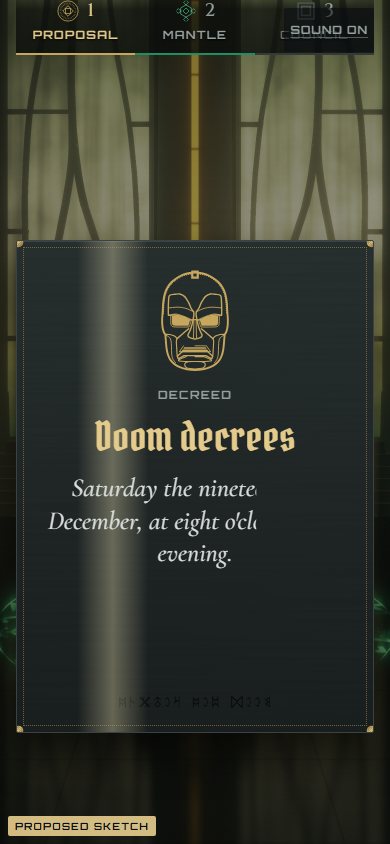 1
PROPOSAL
2
MANTLE
3
SOUND ON
DECREED
Doom decrees
Saturday the ninete
December, at eight o'clo
evening.
PROPOSED SKETCH